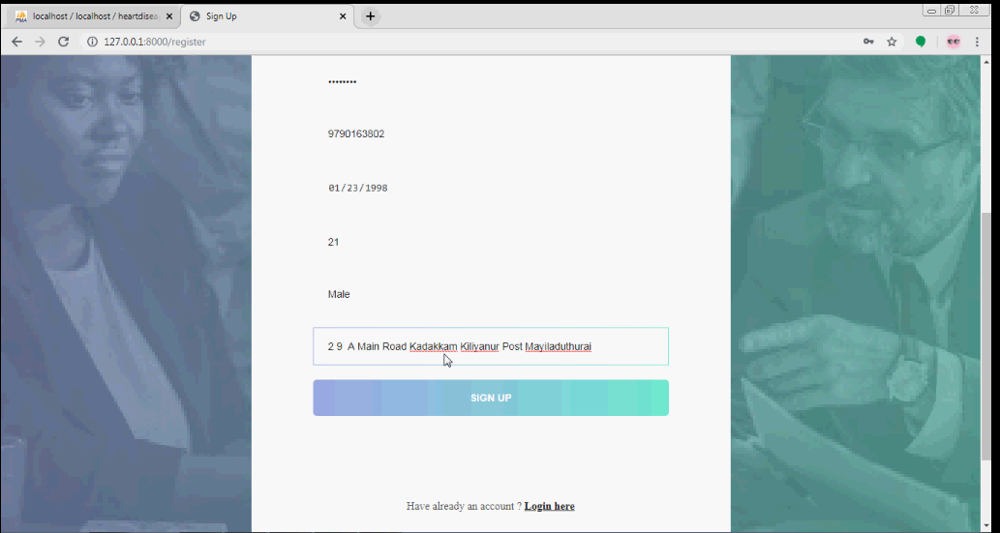 localhost / localhost / heartdisea
Sign Up
127.0.0.1:8000/register
••••••••
9790163802
01/23/1998
21
Male
2 9 A Main Road Kadakkam Kiliyanur Post Mayiladuthurai
SIGN UP
Have already an account ? Login here